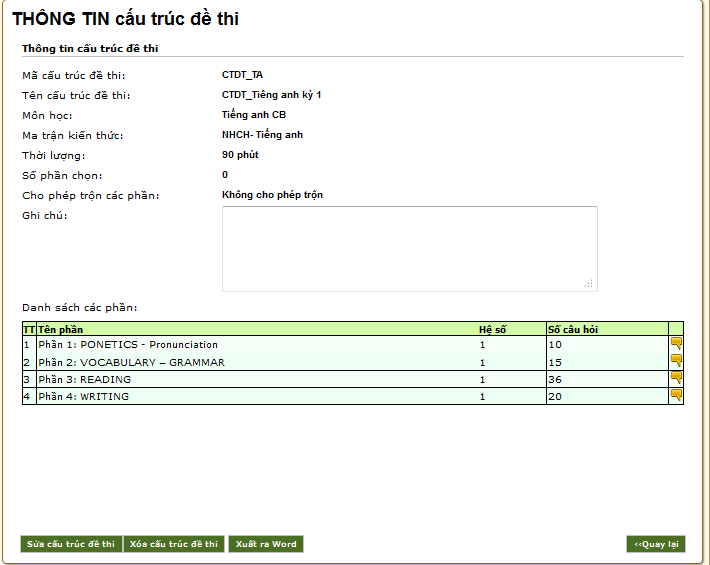 THÔNG TIN cấu trúc đề thi
Thông tin cấu trúc đề thi
Mã cấu trúc đề thi: CTDT_TA
Tên cấu trúc đề thi: CTDT_Tiêng anh kỳ 1
Môn học: Tiếng anh CB
Ma trận kiến thức: NHCH- Tiếng anh
Thời lượng: 90 phút
Số phần chọn: 0
Cho phép trộn các phần: Không cho phép trộn
Ghi chú:
Danh sách các phần:
TT Tên phần Hệ số Số câu hỏi
1 Phần 1: PONETICS - Pronunciation 1 10
2 Phần 2: VOCABULARY – GRAMMAR 1 15
3 Phần 3: READING 1 36
4 Phần 4: WRITING 1 20
Sửa cấu trúc đề thi Xóa cấu trúc đề thi Xuất ra Word <<Quay lại